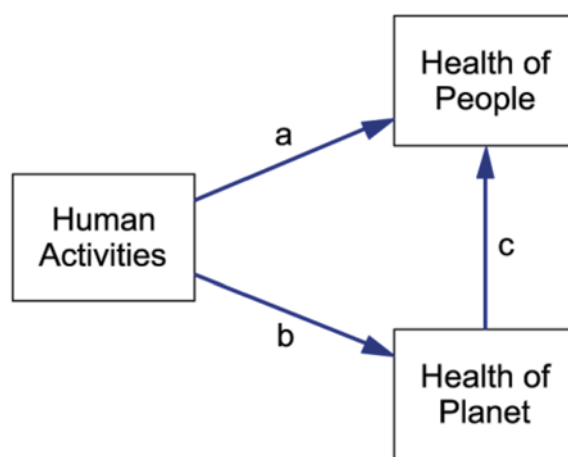 Health of
People
a
Human
Activities
c
b
Health of
Planet